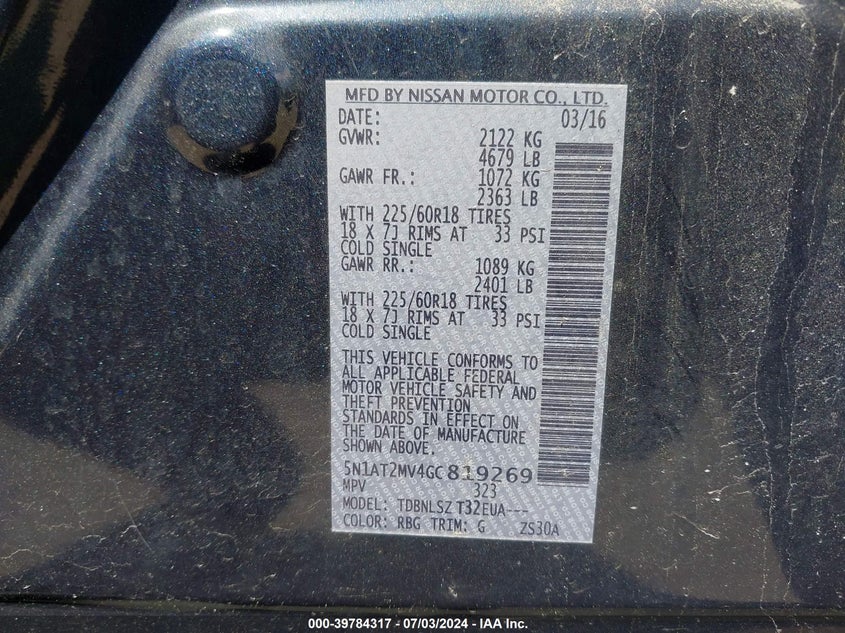 MFD BY NISSAN MOTOR CO., LTD.
DATE: 03/16
GVWR: 2122 KG
4679 LB
GAWR FR.: 1072 KG
2363 LB
WITH 225/60R18 TIRES
18 X 7J RIMS AT 33 PSI
COLD SINGLE
GAWR RR.: 1089 KG
2401 LB
WITH 225/60R18 TIRES
18 X 7J RIMS AT 33 PSI
COLD SINGLE
THIS VEHICLE CONFORMS TO
ALL APPLICABLE FEDERAL
MOTOR VEHICLE SAFETY AND
THEFT PREVENTION
STANDARDS IN EFFECT ON
THE DATE OF MANUFACTURE
SHOWN ABOVE.
5N1AT2MV4GC819269
MPV 323
MODEL: TDBNLSZ T32EUA---
COLOR: RBG TRIM: G ZS30A
000-39784317 / 07/03/2024 - IAA Inc.